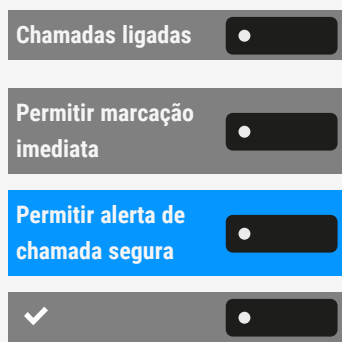 Chamadas ligadas
Permitir marcação
imediata
Permitir alerta de
chamada segura